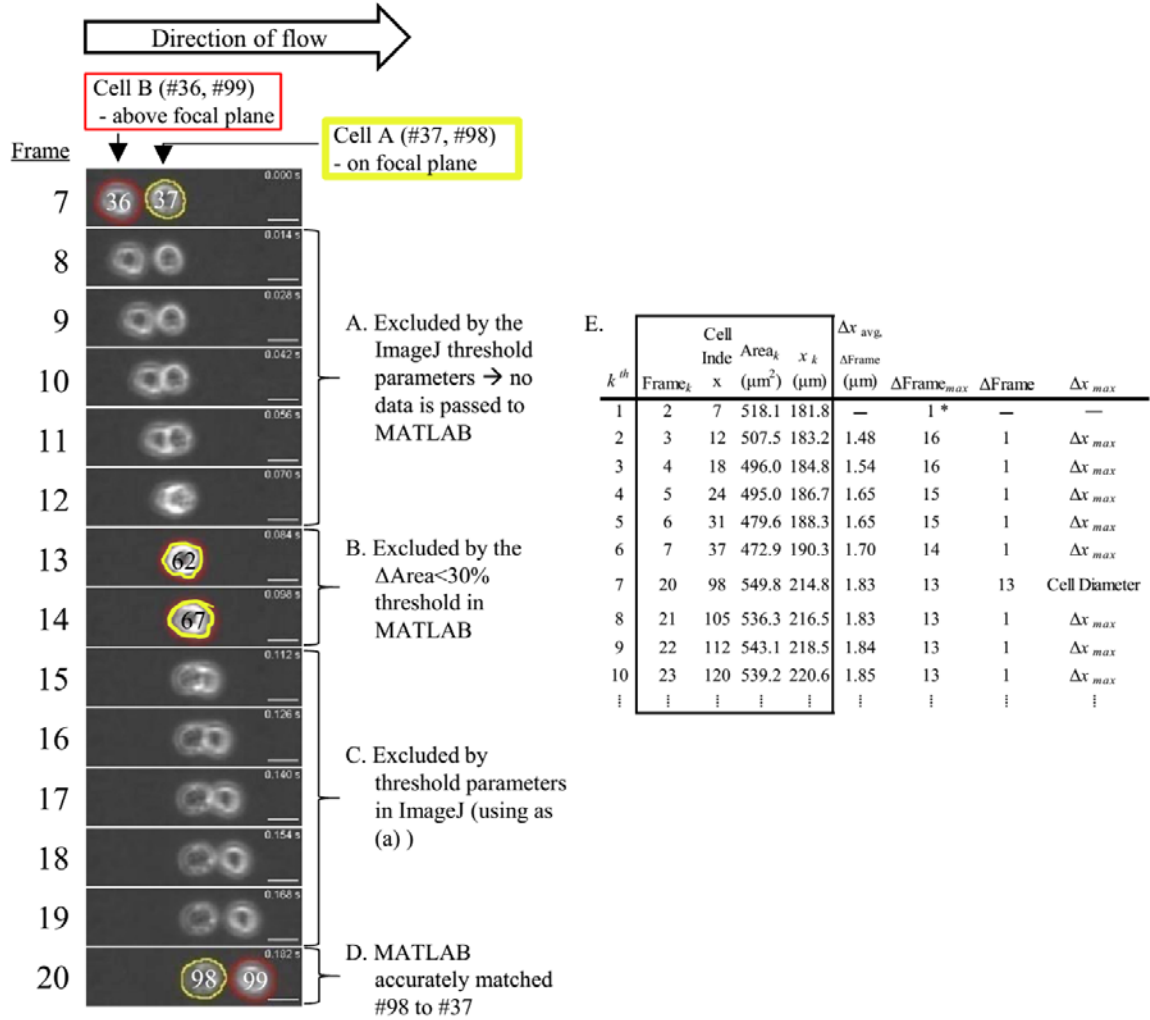 Direction of flow
Cell B (#36, #99)
- above focal plane
Cell A (#37, #98)
- on focal plane
Frame
7
36
37
0.000 s
8
0.014 s
9
0.028 s
10
0.042 s
11
0.056 s
12
0.070 s
13
62
0.084 s
14
67
0.098 s
15
0.112 s
16
0.126 s
17
0.140 s
18
0.154 s
19
0.168 s
20
98
99
0.182 s
A. Excluded by the
ImageJ threshold
parameters → no
data is passed to
MATLAB
B. Excluded by the
ΔArea<30%
threshold in
MATLAB
C. Excluded by
threshold parameters
in ImageJ (using as
(a) )
D. MATLAB
accurately matched
#98 to #37
E.
k th Frame k Cell Inde x Area k (μm²) x k (μm) Δx avg, ΔFrame (μm) ΔFrame max ΔFrame Δx max
1 2 7 518.1 181.8 — 1 * — —
2 3 12 507.5 183.2 1.48 16 1 Δx max
3 4 18 496.0 184.8 1.54 16 1 Δx max
4 5 24 495.0 186.7 1.65 15 1 Δx max
5 6 31 479.6 188.3 1.65 15 1 Δx max
6 7 37 472.9 190.3 1.70 14 1 Δx max
7 20 98 549.8 214.8 1.83 13 13 Cell Diameter
8 21 105 536.3 216.5 1.83 13 1 Δx max
9 22 112 543.1 218.5 1.84 13 1 Δx max
10 23 120 539.2 220.6 1.85 13 1 Δx max
⋮ ⋮ ⋮ ⋮ ⋮ ⋮ ⋮ ⋮ ⋮